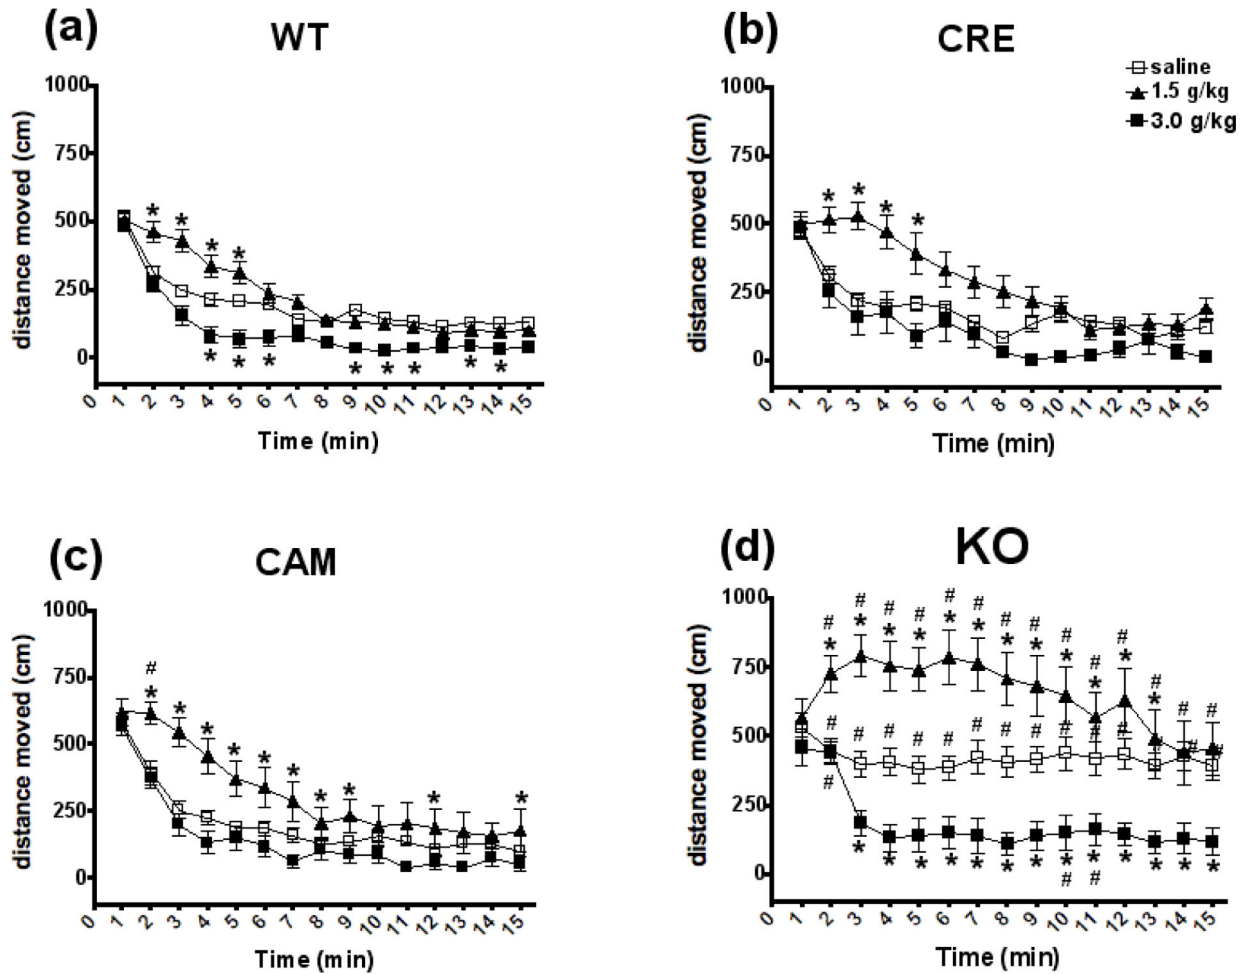 (a)
WT
distance moved (cm)
1000
750
500
250
0
* * * * *
* * * * * * * *
0 1 2 3 4 5 6 7 8 9 10 11 12 13 14 15
Time (min)
(b)
CRE
saline
1.5 g/kg
3.0 g/kg
distance moved (cm)
1000
750
500
250
0
* * * *
0 1 2 3 4 5 6 7 8 9 10 11 12 13 14 15
Time (min)
(c)
CAM
distance moved (cm)
1000
750
500
250
0
#
* * * * * * * * * *
0 1 2 3 4 5 6 7 8 9 10 11 12 13 14 15
Time (min)
(d)
KO
distance moved (cm)
1000
750
500
250
0
# # # # # # # # # # # # # #
* * * * * * * * * * * *
# # # # # # # # # # # # # #
#
* * * * * * * * * * * * *
# #
0 1 2 3 4 5 6 7 8 9 10 11 12 13 14 15
Time (min)